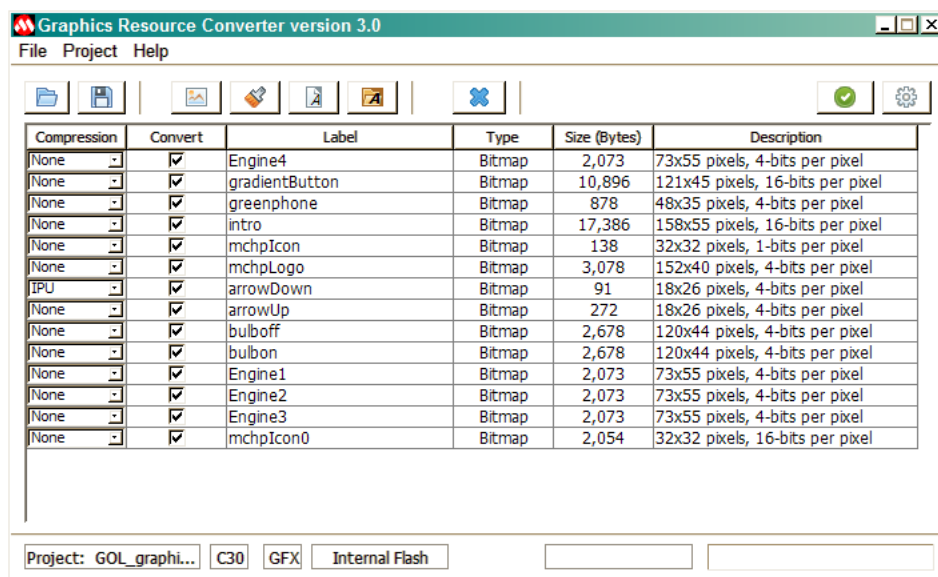 Graphics Resource Converter version 3.0
File Project Help
Compression Convert Label Type Size (Bytes) Description
None Engine4 Bitmap 2,073 73x55 pixels, 4-bits per pixel
None gradientButton Bitmap 10,896 121x45 pixels, 16-bits per pixel
None greenphone Bitmap 878 48x35 pixels, 4-bits per pixel
None intro Bitmap 17,386 158x55 pixels, 16-bits per pixel
None mchpIcon Bitmap 138 32x32 pixels, 1-bits per pixel
None mchpLogo Bitmap 3,078 152x40 pixels, 4-bits per pixel
IPU arrowDown Bitmap 91 18x26 pixels, 4-bits per pixel
None arrowUp Bitmap 272 18x26 pixels, 4-bits per pixel
None bulboff Bitmap 2,678 120x44 pixels, 4-bits per pixel
None bulbon Bitmap 2,678 120x44 pixels, 4-bits per pixel
None Engine1 Bitmap 2,073 73x55 pixels, 4-bits per pixel
None Engine2 Bitmap 2,073 73x55 pixels, 4-bits per pixel
None Engine3 Bitmap 2,073 73x55 pixels, 4-bits per pixel
None mchpIcon0 Bitmap 2,054 32x32 pixels, 16-bits per pixel
Project: GOL_graphi... C30 GFX Internal Flash